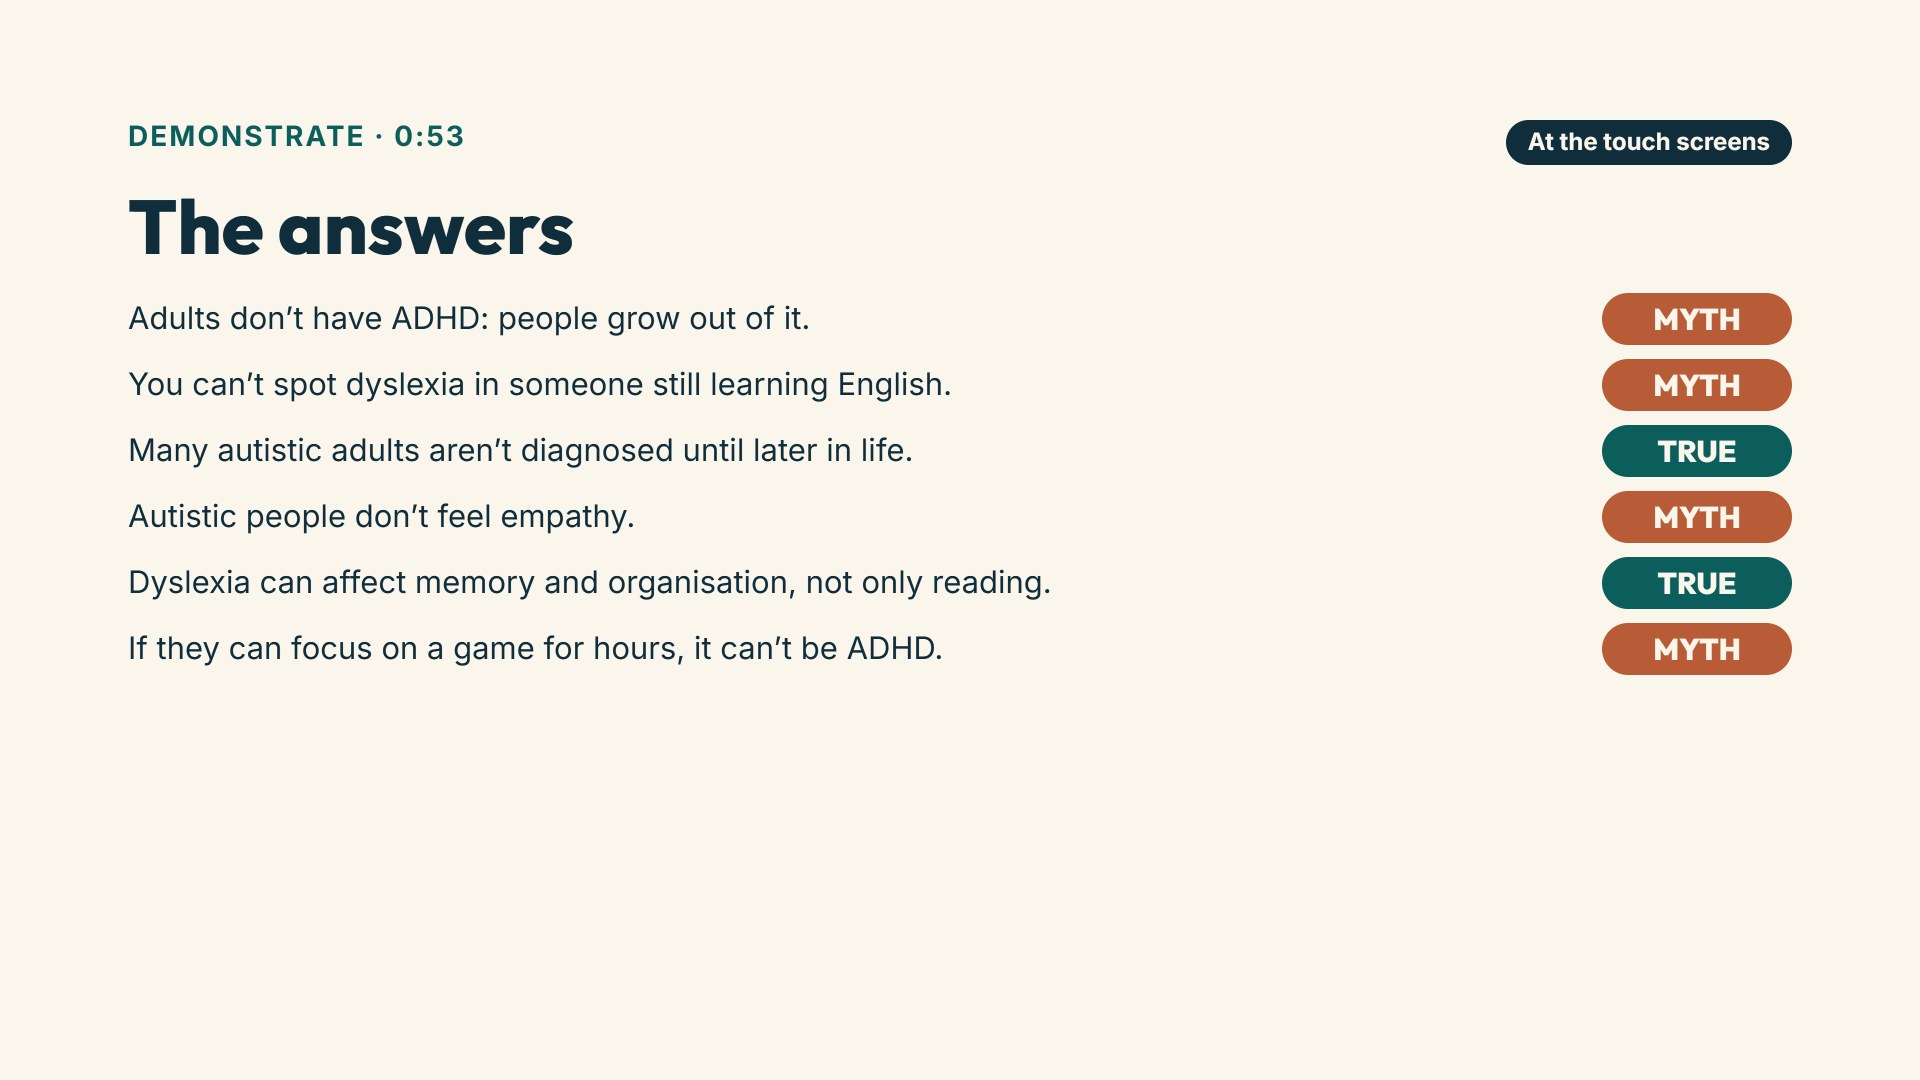 DEMONSTRATE · 0:53
At the touch screens
The answers
Adults don’t have ADHD: people grow out of it. MYTH
You can’t spot dyslexia in someone still learning English. MYTH
Many autistic adults aren’t diagnosed until later in life. TRUE
Autistic people don’t feel empathy. MYTH
Dyslexia can affect memory and organisation, not only reading. TRUE
If they can focus on a game for hours, it can’t be ADHD. MYTH